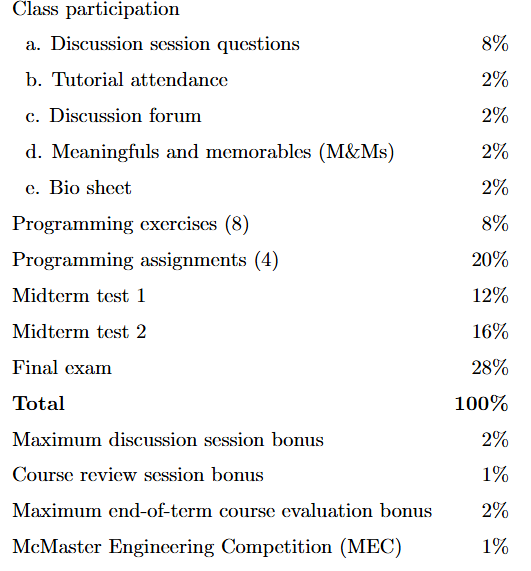 Class participation
a. Discussion session questions 8%
b. Tutorial attendance 2%
c. Discussion forum 2%
d. Meaningfuls and memorables (M&Ms) 2%
e. Bio sheet 2%
Programming exercises (8) 8%
Programming assignments (4) 20%
Midterm test 1 12%
Midterm test 2 16%
Final exam 28%
Total 100%
Maximum discussion session bonus 2%
Course review session bonus 1%
Maximum end-of-term course evaluation bonus 2%
McMaster Engineering Competition (MEC) 1%